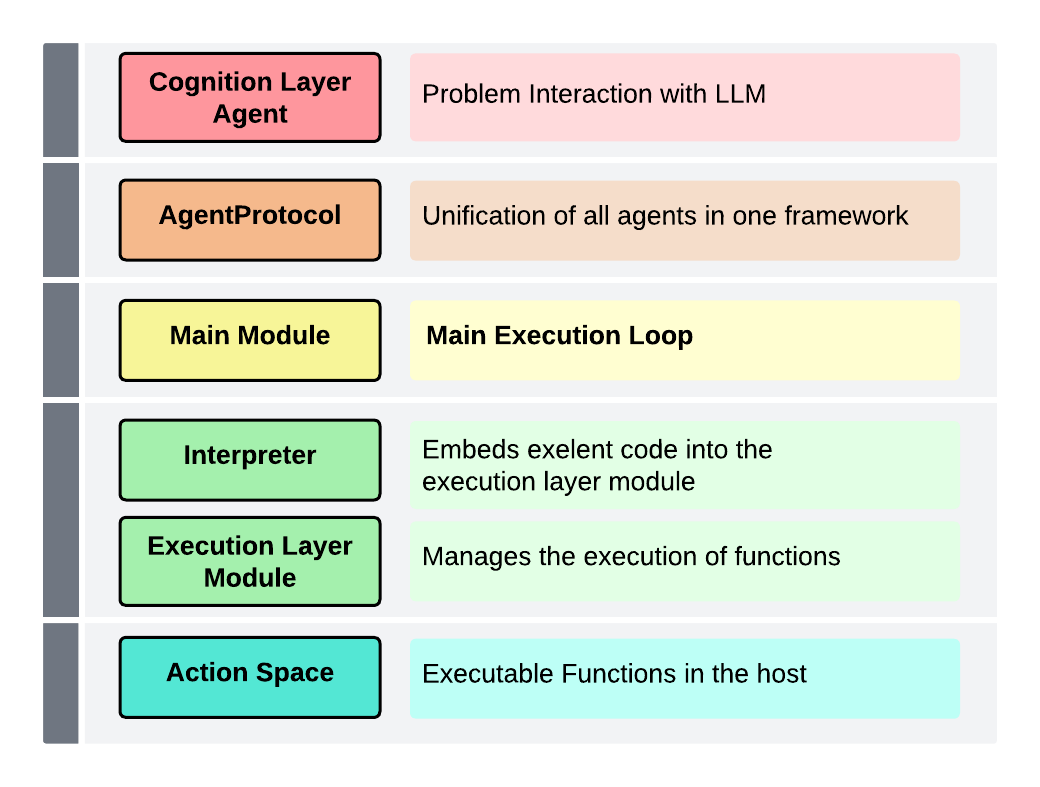 Cognition Layer
Agent
Problem Interaction with LLM
AgentProtocol
Unification of all agents in one framework
Main Module
Main Execution Loop
Interpreter
Embeds exelent code into the
execution layer module
Execution Layer
Module
Manages the execution of functions
Action Space
Executable Functions in the host